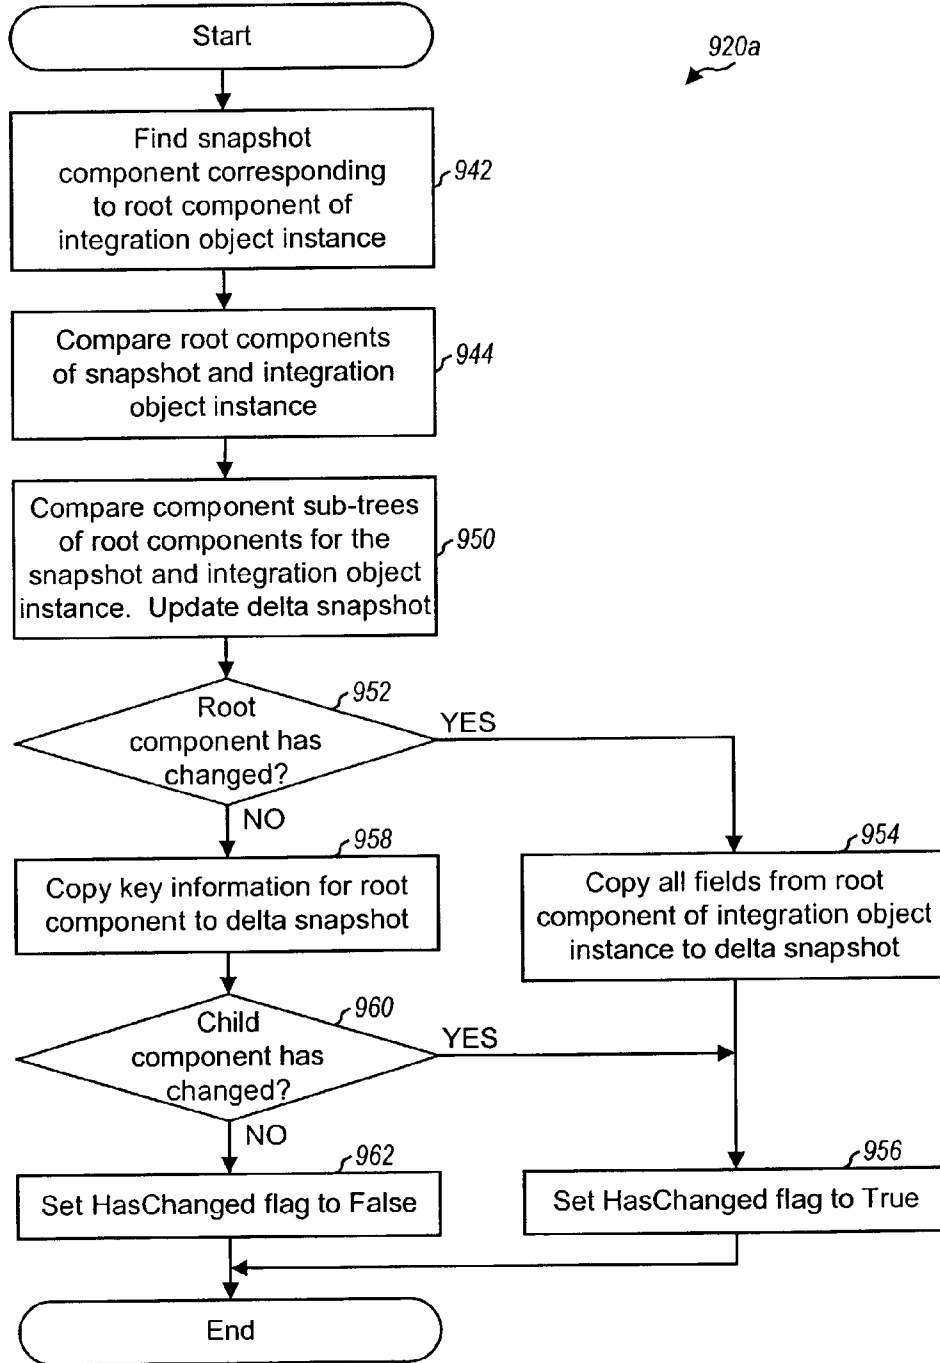 Start
920a
Find snapshot
component corresponding
to root component of
integration object instance
942
Compare root components
of snapshot and integration
object instance
944
Compare component sub-trees
of root components for the
snapshot and integration object
instance. Update delta snapshot
950
952
Root
component has
changed?
YES
NO
958
Copy key information for root
component to delta snapshot
954
Copy all fields from root
component of integration object
instance to delta snapshot
960
Child
component has
changed?
YES
NO
962
Set HasChanged flag to False
956
Set HasChanged flag to True
End